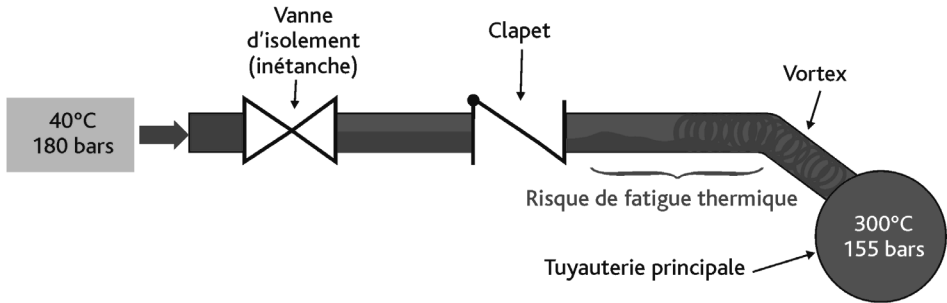 Vanne
d'isolement
(inétanche)
Clapet
Vortex
40°C
180 bars
Risque de fatigue thermique
300°C
155 bars
Tuyauterie principale